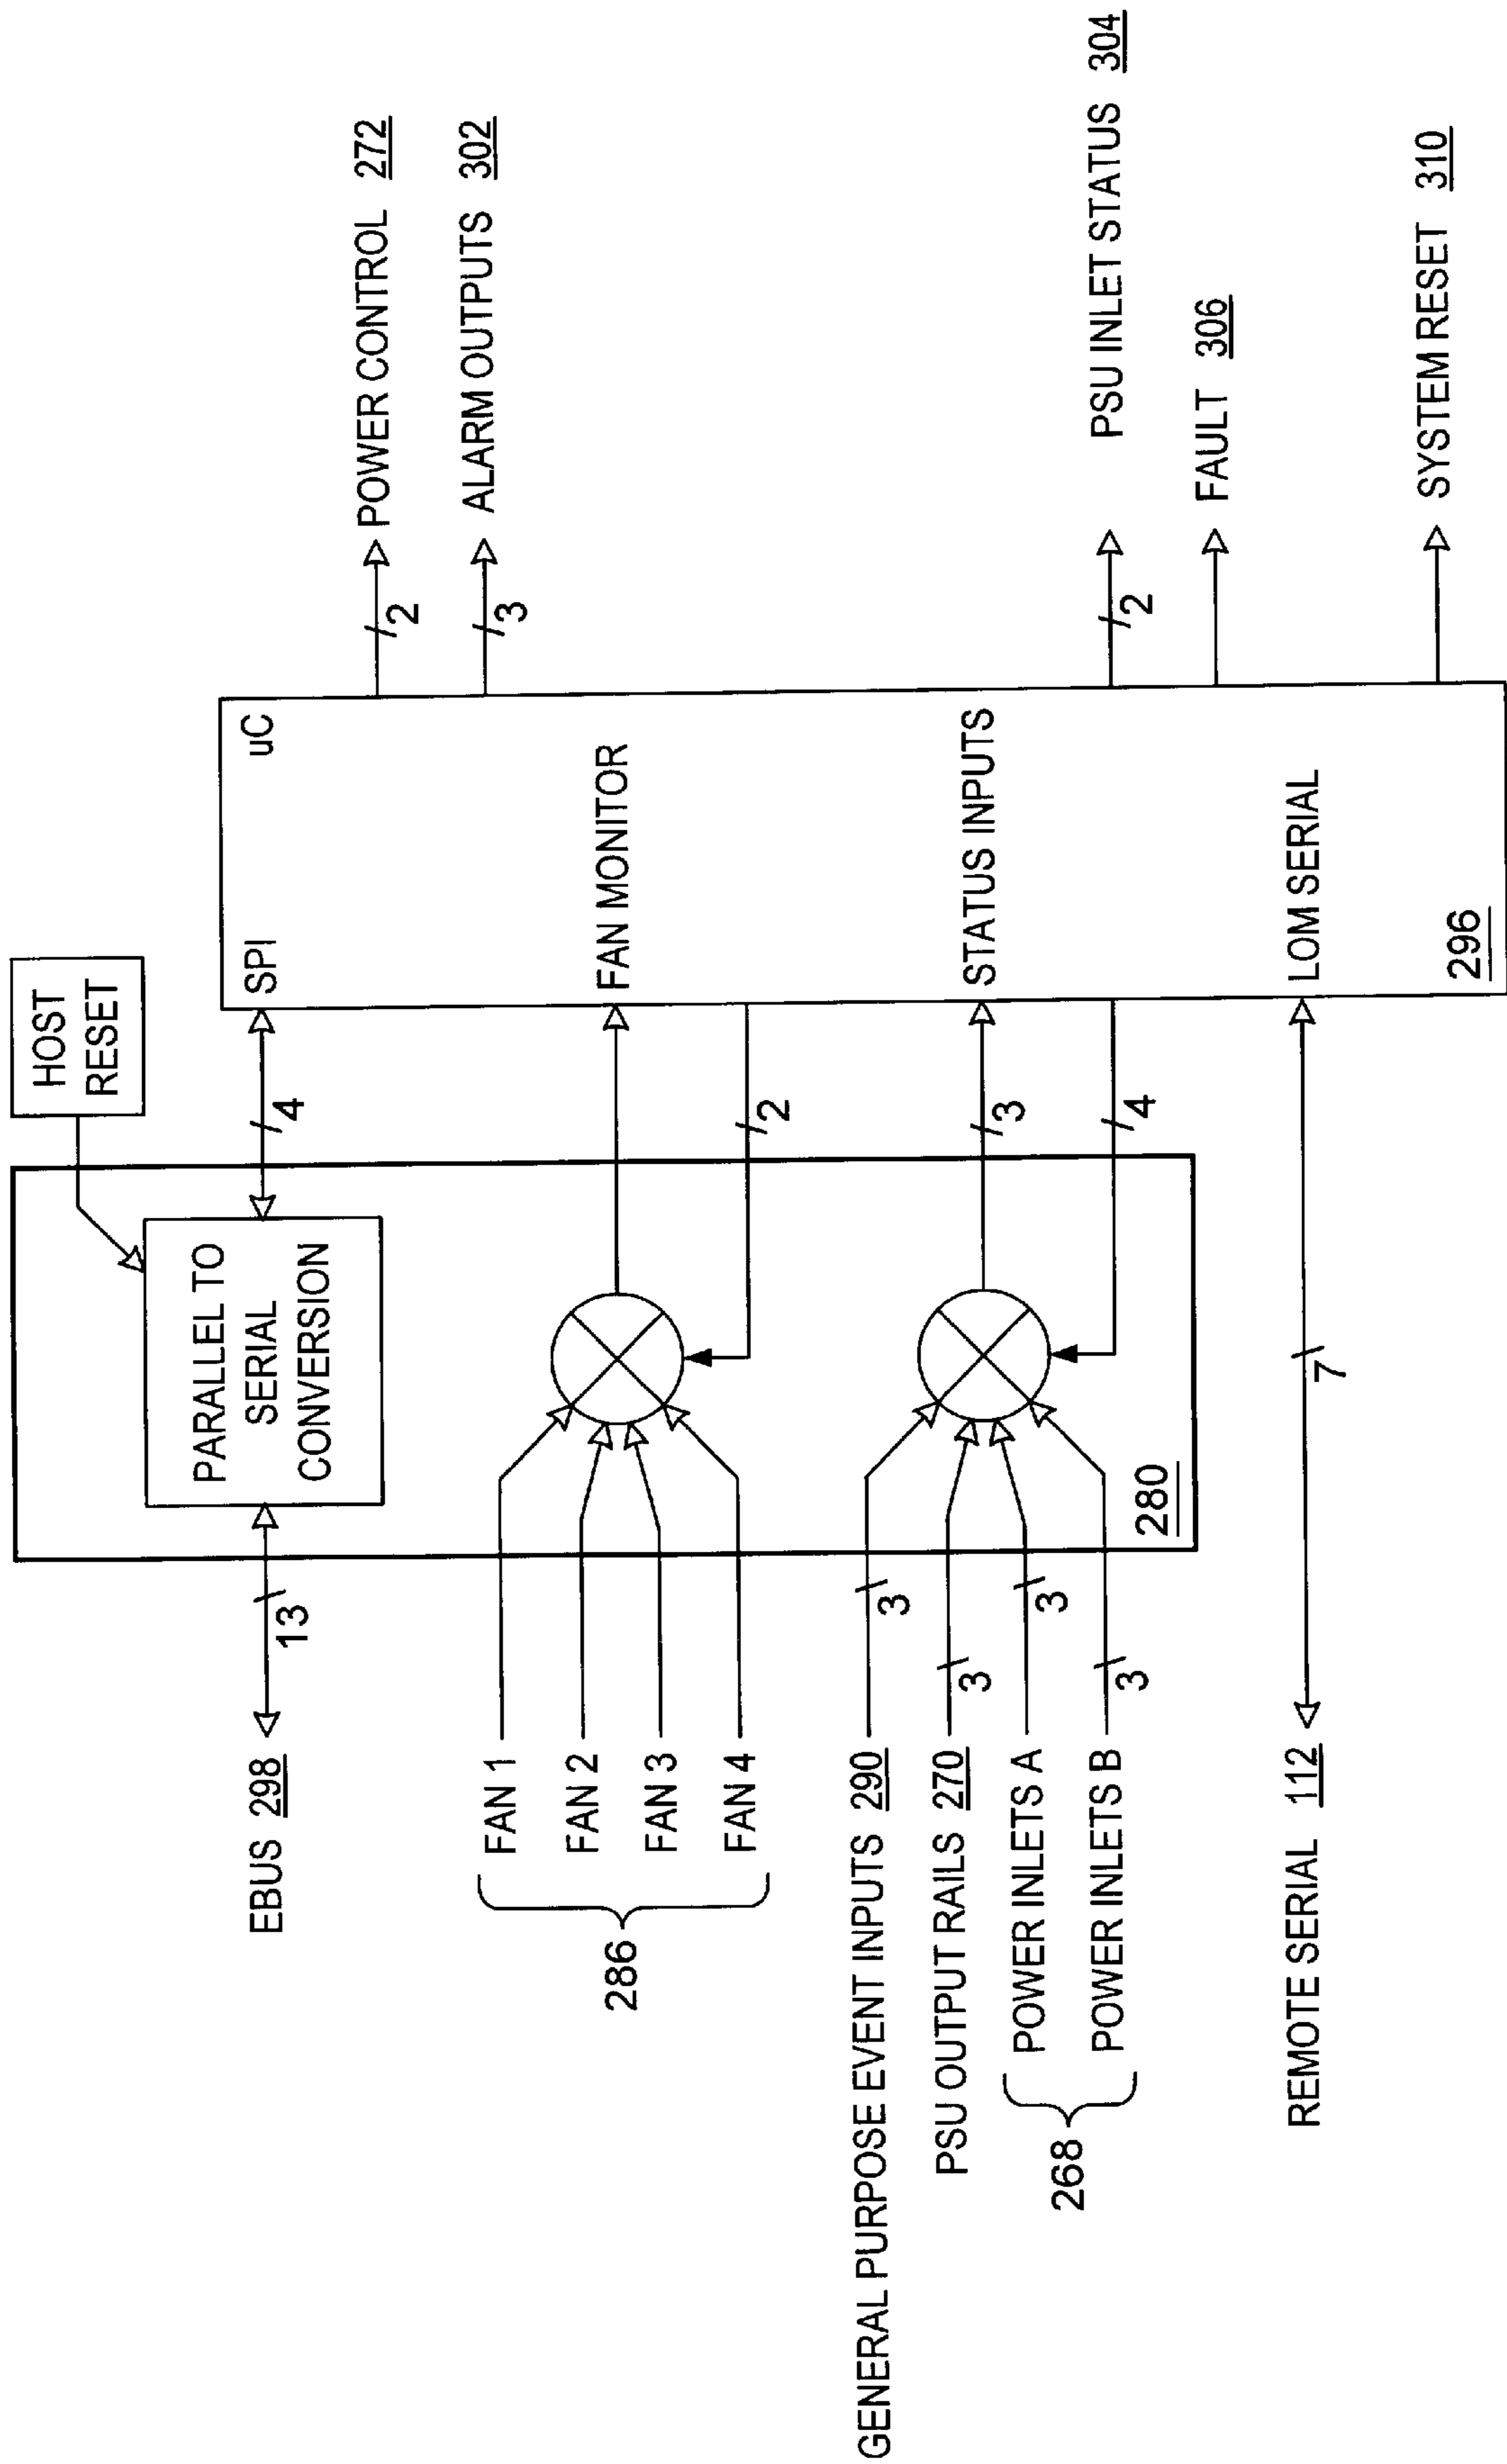 HOST
RESET
PARALLEL TO
SERIAL
CONVERSION
EBUS 298
13
4
SPI
uC
2
POWER CONTROL 272
3
ALARM OUTPUTS 302
FAN 1
FAN 2
FAN 3
FAN 4
286
FAN MONITOR
2
GENERAL PURPOSE EVENT INPUTS 290
3
PSU OUTPUT RAILS 270
3
POWER INLETS A
3
POWER INLETS B
3
268
280
3
STATUS INPUTS
4
2
PSU INLET STATUS 304
FAULT 306
REMOTE SERIAL 112
7
LOM SERIAL
296
SYSTEM RESET 310